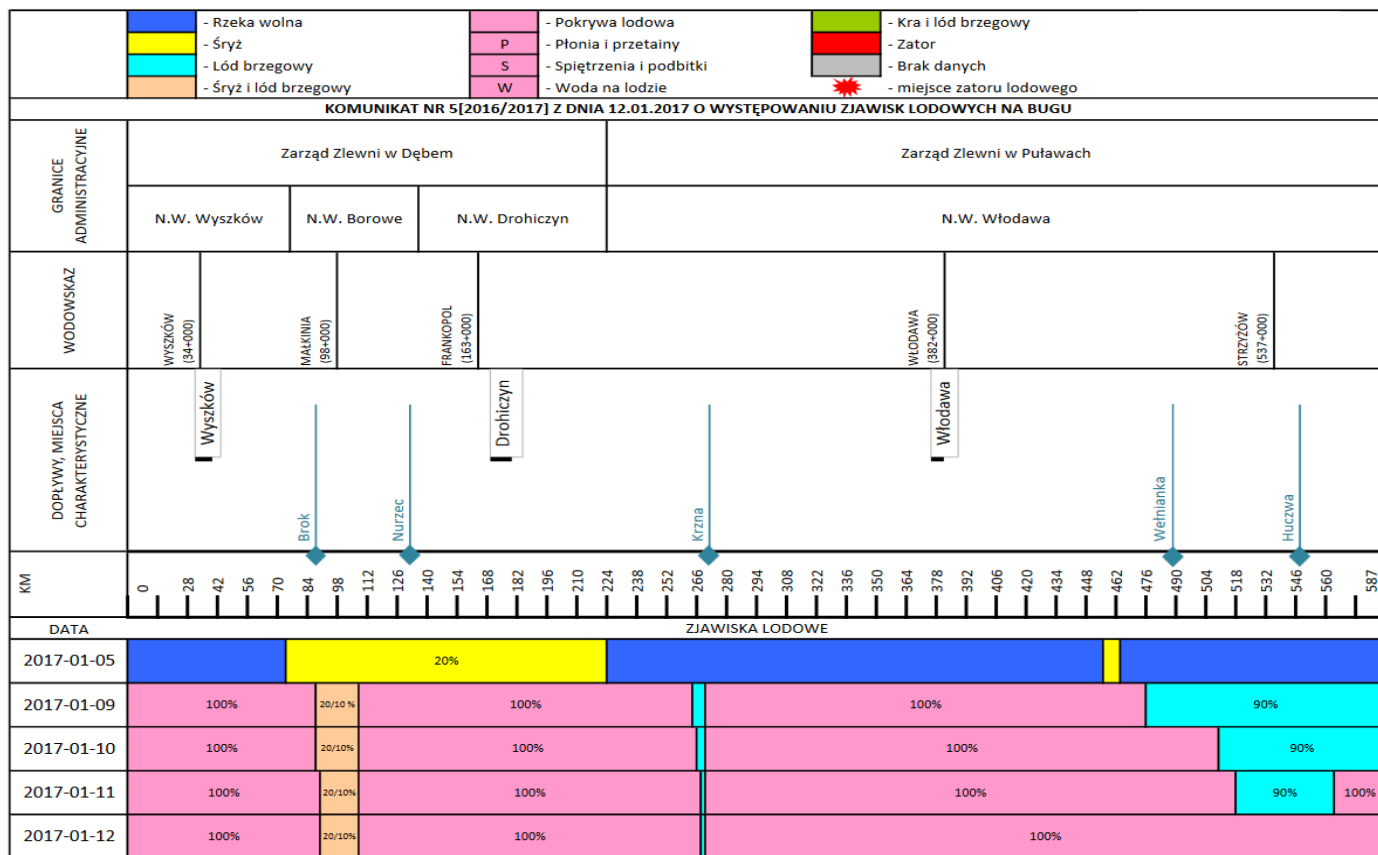 - Rzeka wolna
- Pokrywa lodowa
- Kra i lód brzegowy
- Śryż
P - Płonia i przetainy
- Zator
- Lód brzegowy
S - Spiętrzenia i podbitki
- Brak danych
- Śryż i lód brzegowy
W - Woda na lodzie
- miejsce zatoru lodowego
KOMUNIKAT NR 5[2016/2017] Z DNIA 12.01.2017 O WYSTĘPOWANIU ZJAWISK LODOWYCH NA BUGU
GRANICE
ADMINISTRACYJNE
Zarząd Zlewni w Dębem
Zarząd Zlewni w Puławach
N.W. Wyszków
N.W. Borowe
N.W. Drohiczyn
N.W. Włodawa
WODOWSKAZ
WYSZKÓW
(34+000)
MAŁKINIA
(98+000)
FRANKOPOL
(163+000)
WŁODAWA
(382+000)
STRZYŻÓW
(537+000)
DOPŁYWY, MIEJSCA
CHARAKTERYSTYCZNE
Wyszków
Brok
Nurzec
Drohiczyn
Krzna
Włodawa
Wełnianka
Huczwa
KM
0 28 42 56 70 84 98 112 126 140 154 168 182 196 210 224 238 252 266 280 294 308 322 336 350 364 378 392 406 420 434 448 462 476 490 504 518 532 546 560 587
DATA
ZJAWISKA LODOWE
2017-01-05 20%
2017-01-09 100% 20/10 % 100% 100% 90%
2017-01-10 100% 20/10% 100% 100% 90%
2017-01-11 100% 20/10% 100% 100% 90% 100%
2017-01-12 100% 20/10% 100% 100%